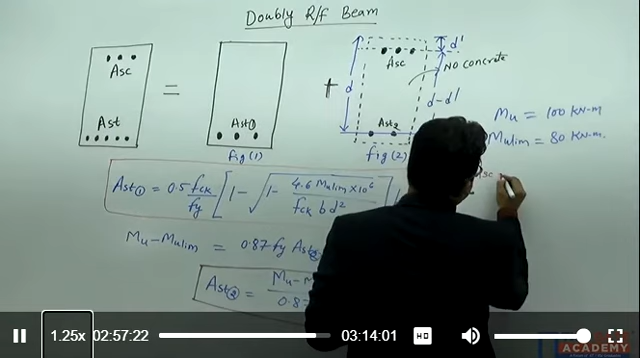 Doubly R/f Beam
Asc
Ast
=
Ast①
fig(1)
+
Asc
d'
d
No concrete
d-d'
Ast2
fig(2)
Mu = 100 KN-m
Mulim = 80 KN-m.
Asc
Ast① = 0.5 fck/fy [1 - √1 - 4.6 Mulim×10⁶/fck b d²
Mu - Mulim = 0.87 fy Ast②
Ast② = Mu - M
0.87
1.25x 02:57:22 03:14:01 HD
ACADEMY